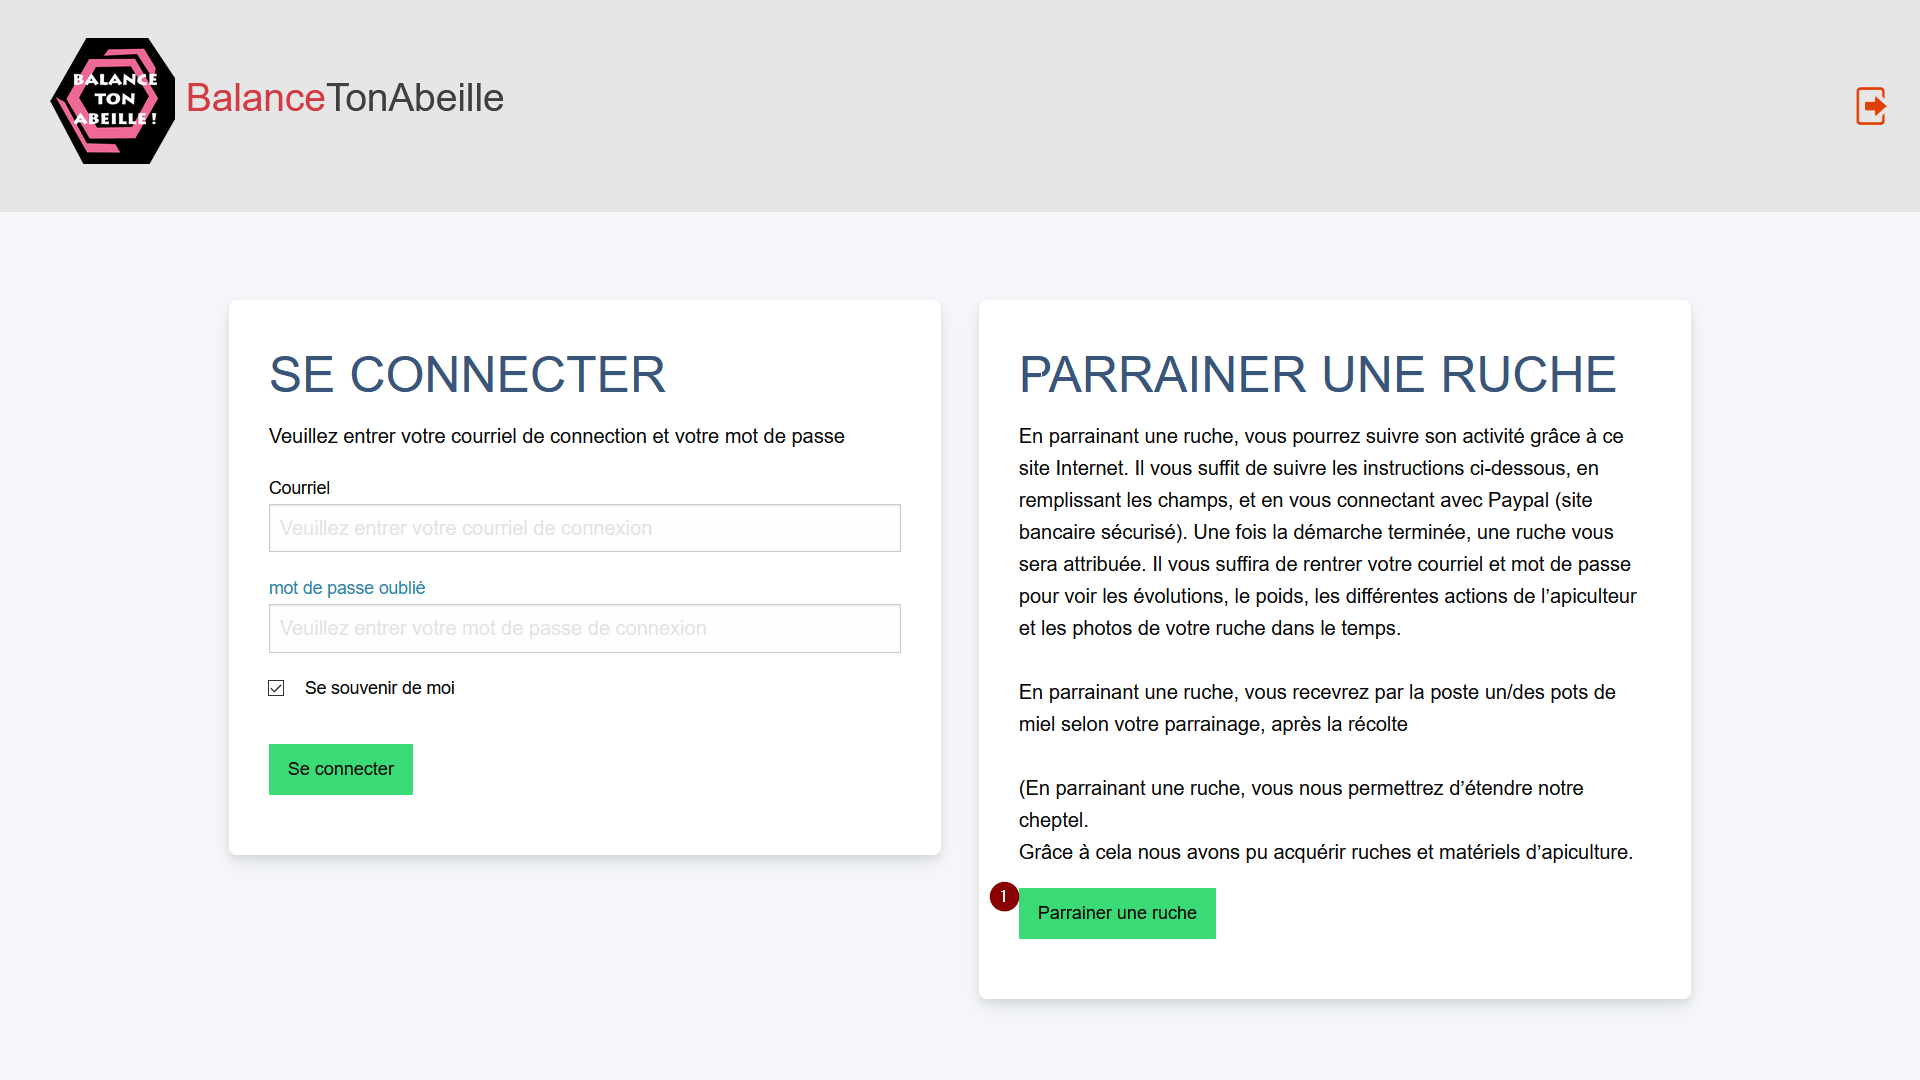 BALANCE
TON
ABEILLE !
BalanceTonAbeille
SE CONNECTER
Veuillez entrer votre courriel de connection et votre mot de passe
Courriel
Veuillez entrer votre courriel de connexion
mot de passe oublié
Veuillez entrer votre mot de passe de connexion
Se souvenir de moi
Se connecter
PARRAINER UNE RUCHE
En parrainant une ruche, vous pourrez suivre son activité grâce à ce
site Internet. Il vous suffit de suivre les instructions ci-dessous, en
remplissant les champs, et en vous connectant avec Paypal (site
bancaire sécurisé). Une fois la démarche terminée, une ruche vous
sera attribuée. Il vous suffira de rentrer votre courriel et mot de passe
pour voir les évolutions, le poids, les différentes actions de l’apiculteur
et les photos de votre ruche dans le temps.
En parrainant une ruche, vous recevrez par la poste un/des pots de
miel selon votre parrainage, après la récolte
(En parrainant une ruche, vous nous permettrez d’étendre notre
cheptel.
Grâce à cela nous avons pu acquérir ruches et matériels d’apiculture.
1
Parrainer une ruche